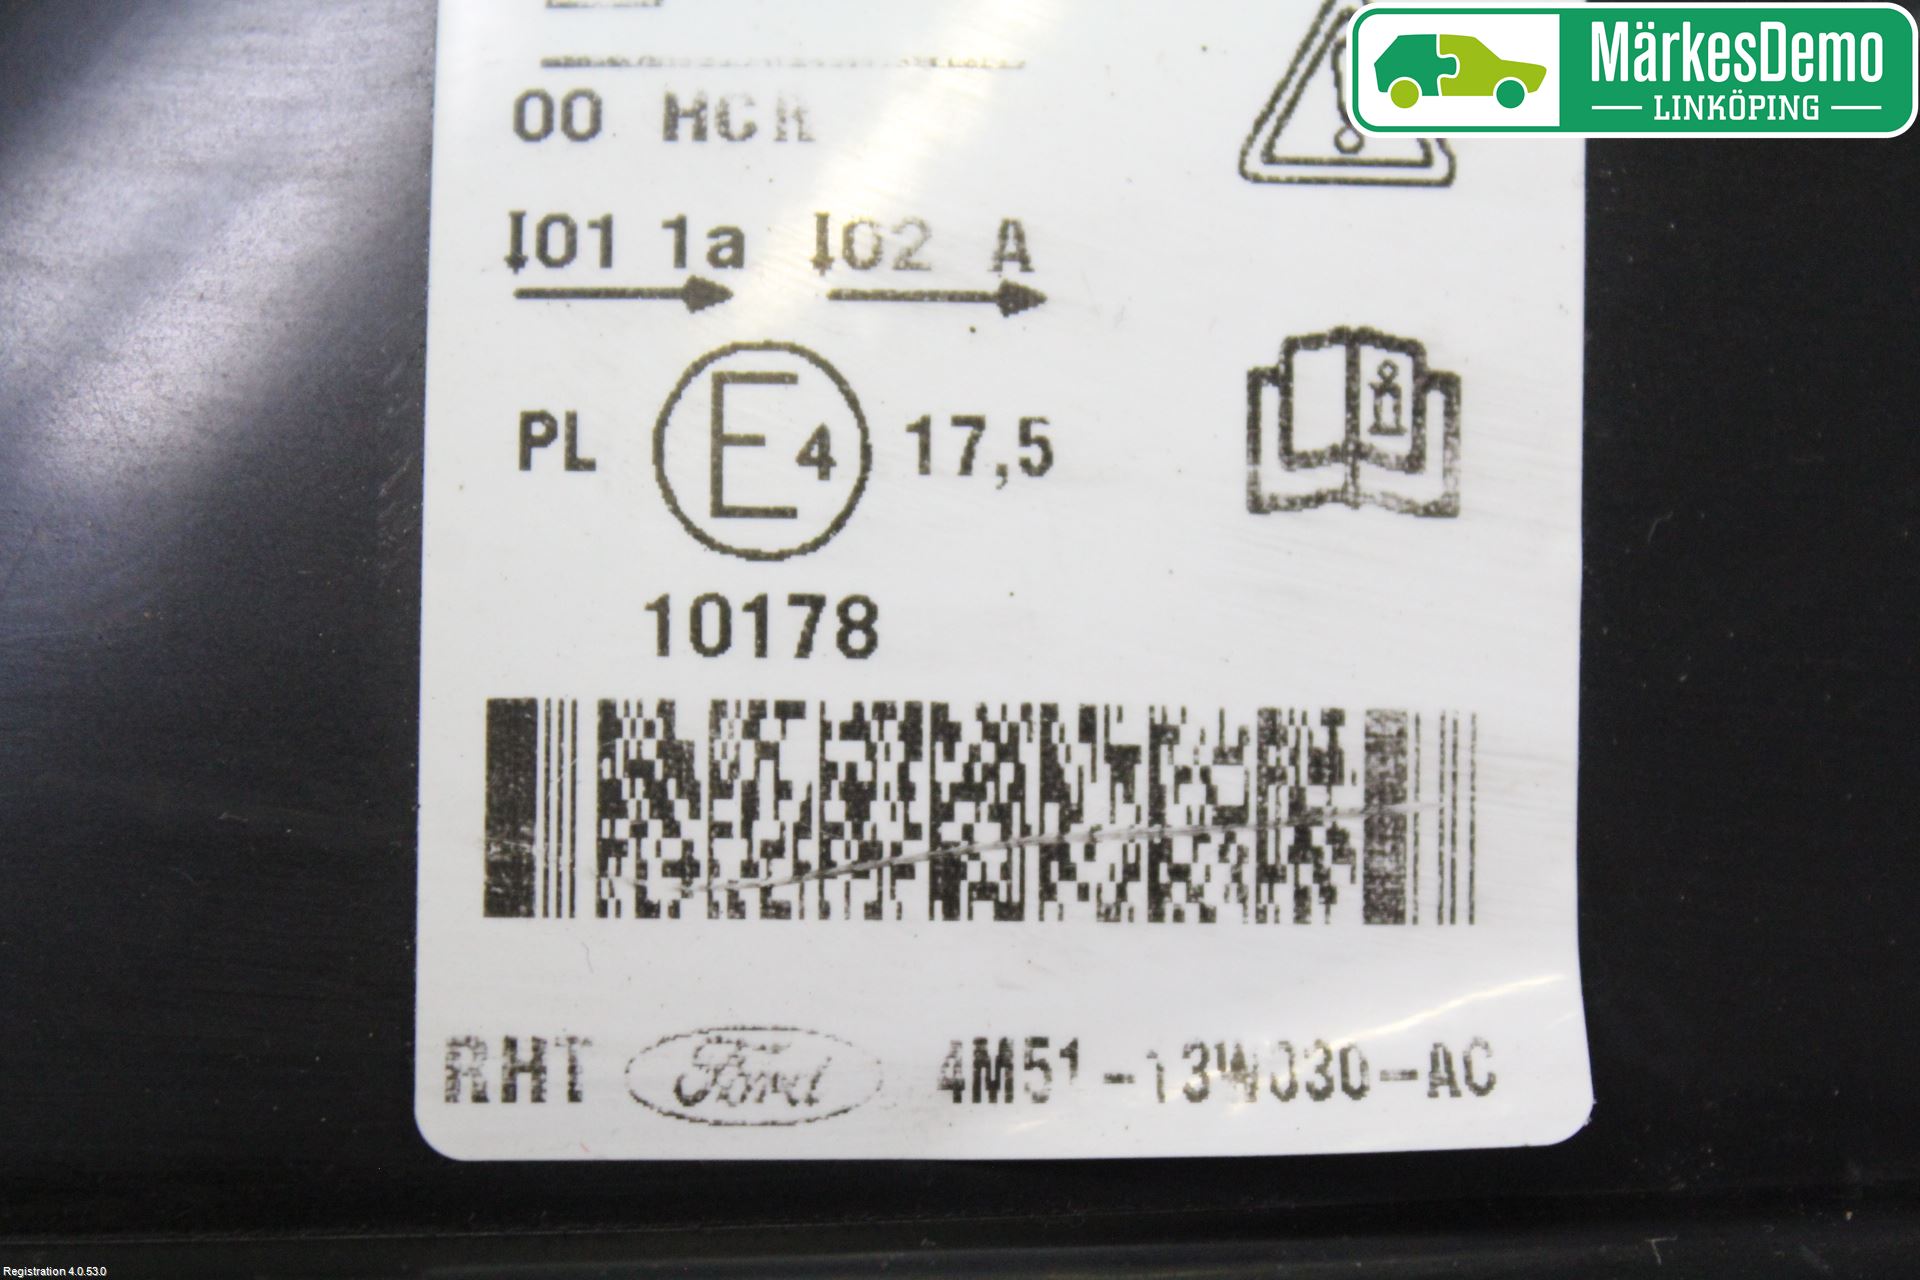 MärkesDemo
LINKÖPING
00 HCR
I01 1a I02 A
PL E4 17,5
10178
RHT Ford 4M51-13W030-AC
Registration 4.0.53.0